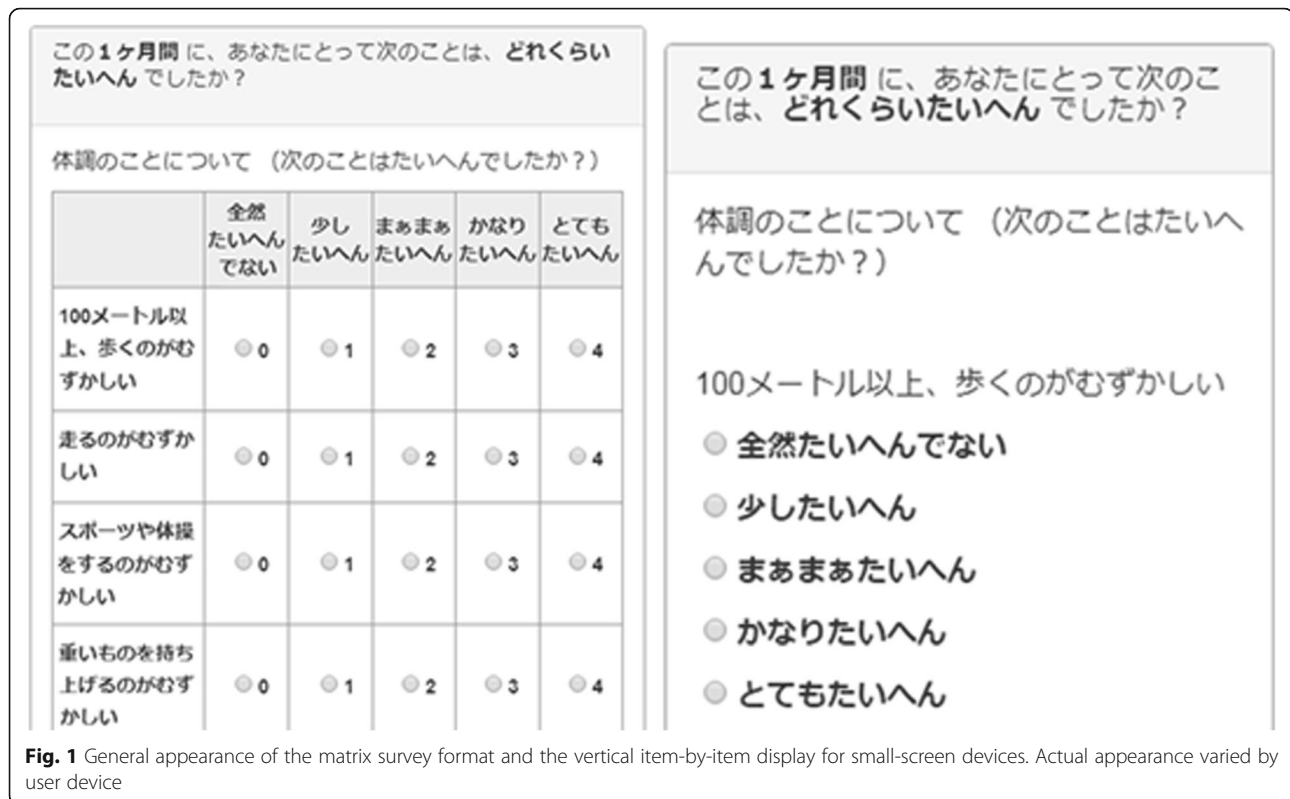 この1ヶ月間 に、あなたにとって次のことは、どれくらい
たいへん でしたか？
体調のことについて （次のことはたいへんでしたか？）
全然
たいへん
でない
少し
たいへん
まぁまぁ
たいへん
かなり
たいへん
とても
たいへん
100メートル以
上、歩くのがむ
ずかしい
0 1 2 3 4
走るのがむずか
しい
0 1 2 3 4
スポーツや体操
をするのがむず
かしい
0 1 2 3 4
重いものを持ち
上げるのがむず
かしい
0 1 2 3 4
この1ヶ月間 に、あなたにとって次のこ
とは、どれくらいたいへん でしたか？
体調のことについて （次のことはたいへ
んでしたか？）
100メートル以上、歩くのがむずかしい
全然たいへんでない
少したいへん
まぁまぁたいへん
かなりたいへん
とてもたいへん
Fig. 1 General appearance of the matrix survey format and the vertical item-by-item display for small-screen devices. Actual appearance varied by
user device